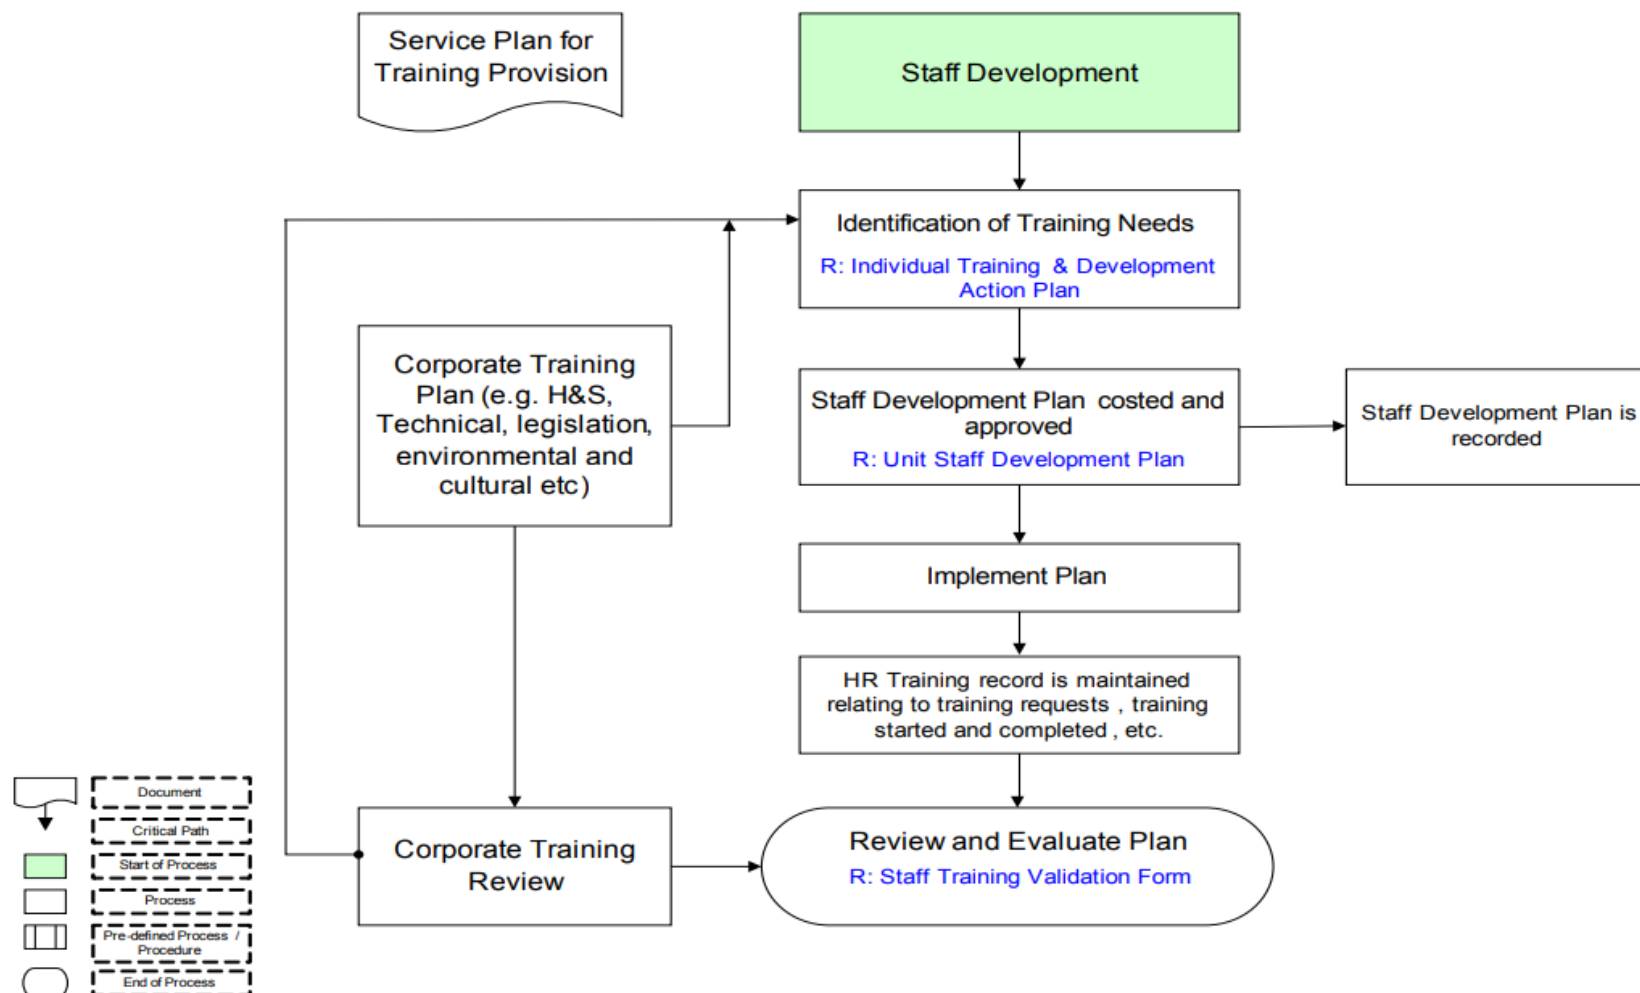 Service Plan for
Training Provision
Staff Development
Identification of Training Needs
R: Individual Training & Development
Action Plan
Corporate Training
Plan (e.g. H&S,
Technical, legislation,
environmental and
cultural etc)
Staff Development Plan costed and
approved
R: Unit Staff Development Plan
Staff Development Plan is
recorded
Implement Plan
HR Training record is maintained
relating to training requests , training
started and completed , etc.
Corporate Training
Review
Review and Evaluate Plan
R: Staff Training Validation Form
Document
Critical Path
Start of Process
Process
Pre-defined Process /
Procedure
End of Process